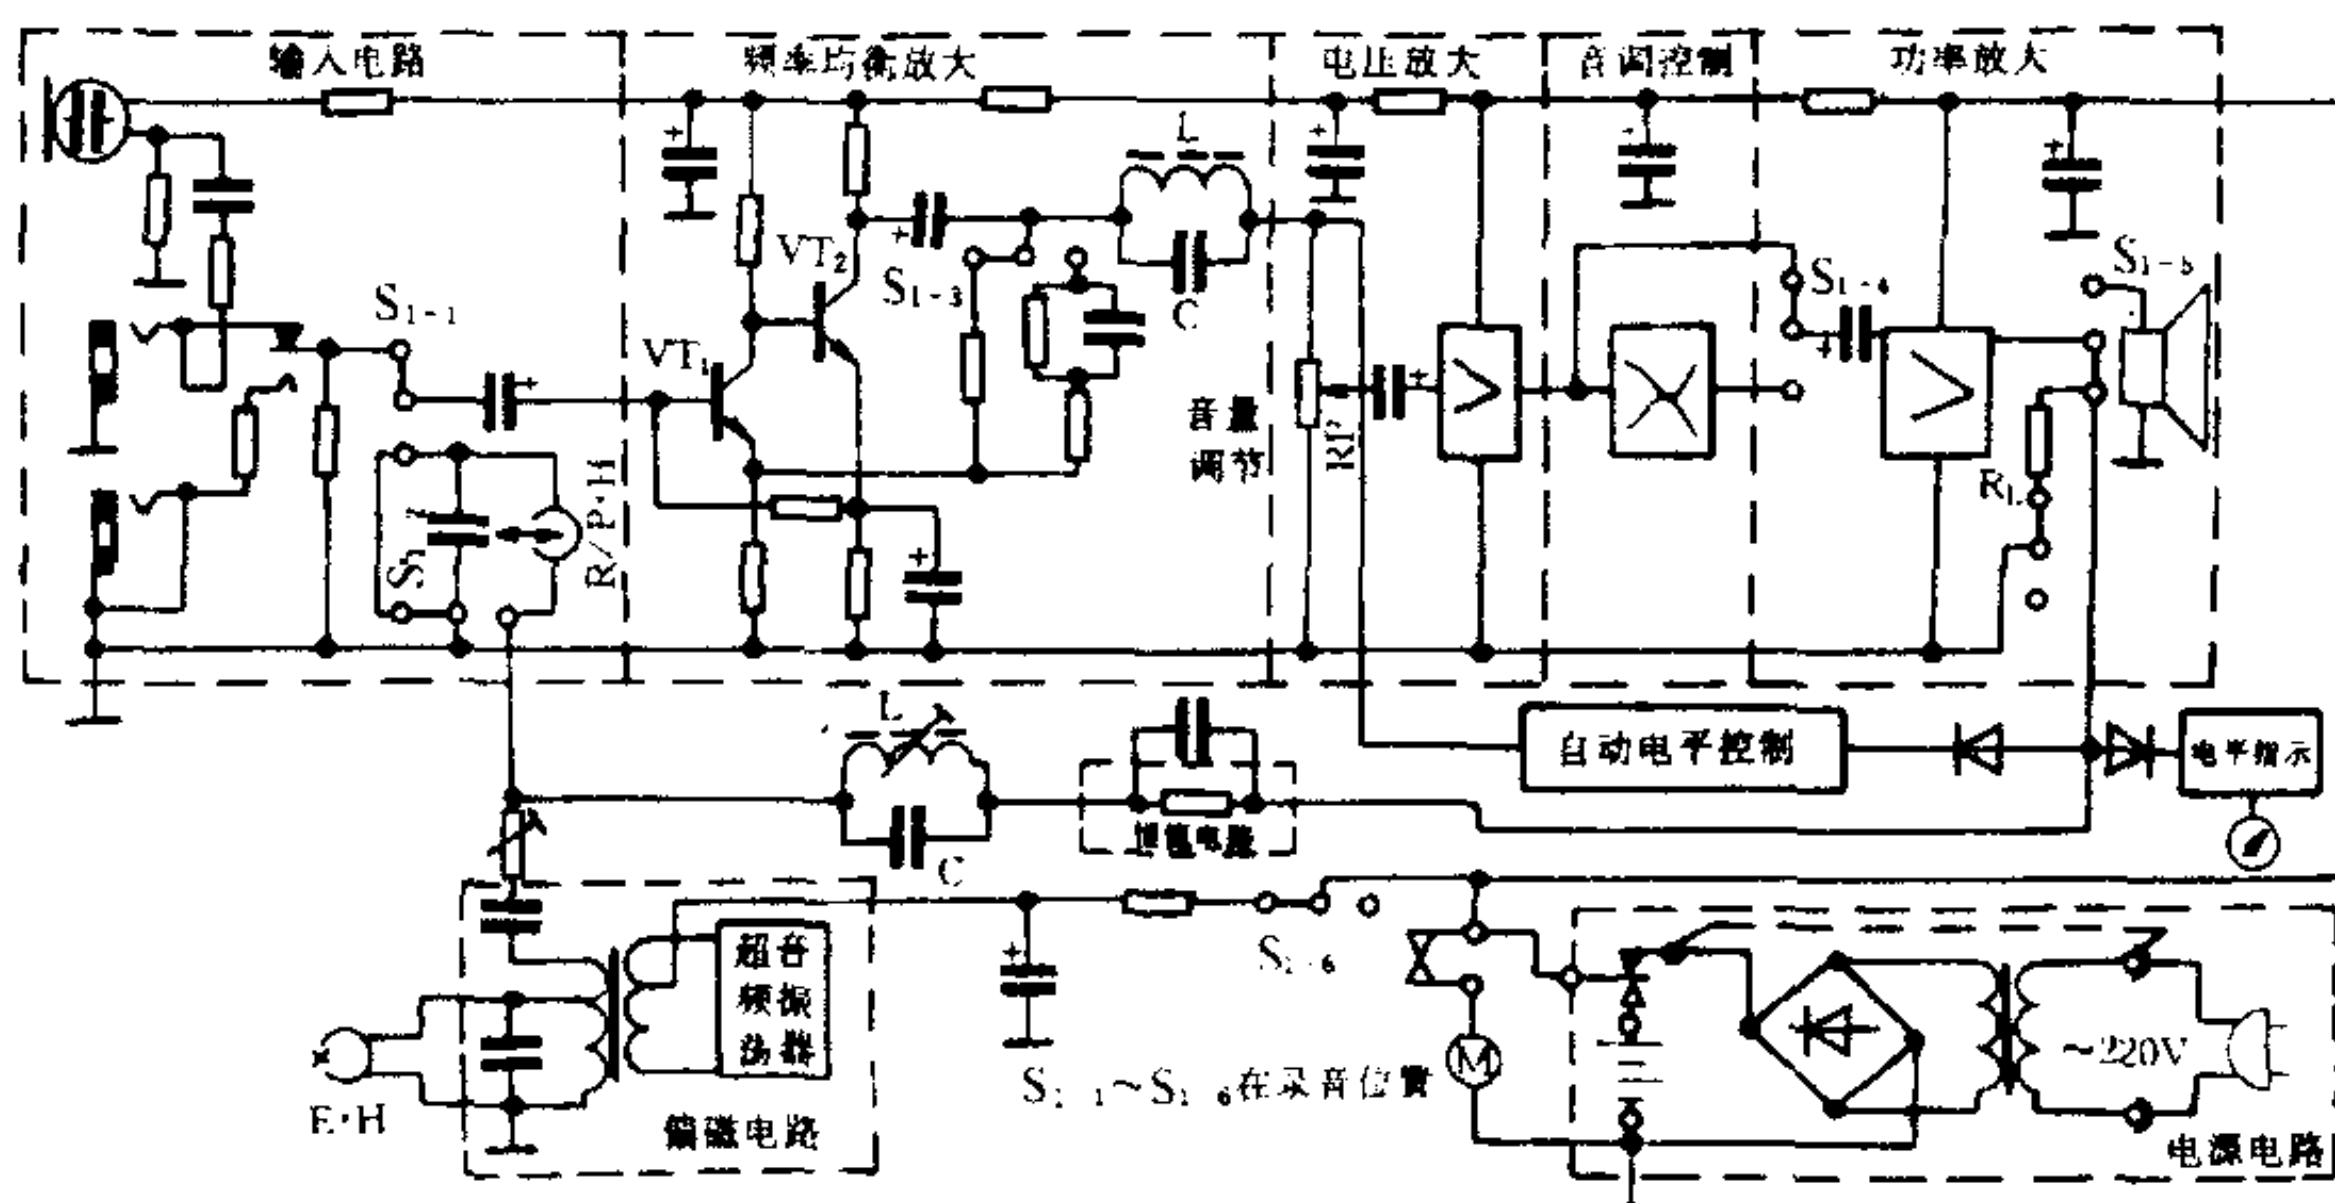 输入电路
频率均衡放大
电压放大
音调控制
功率放大
L
VT₂
S₁₋₃
C
S₁₋₄
S₁₋₅
S₁₋₁
VT₁
音量
调节
RP
R_L
R/P·H
自动电平控制
电平指示
L
C
超音
频振
荡器
S₁₋₆
M
~220V
E·H
S₁₋₁~S₁₋₆在录音位置
偏磁电路
电源电路